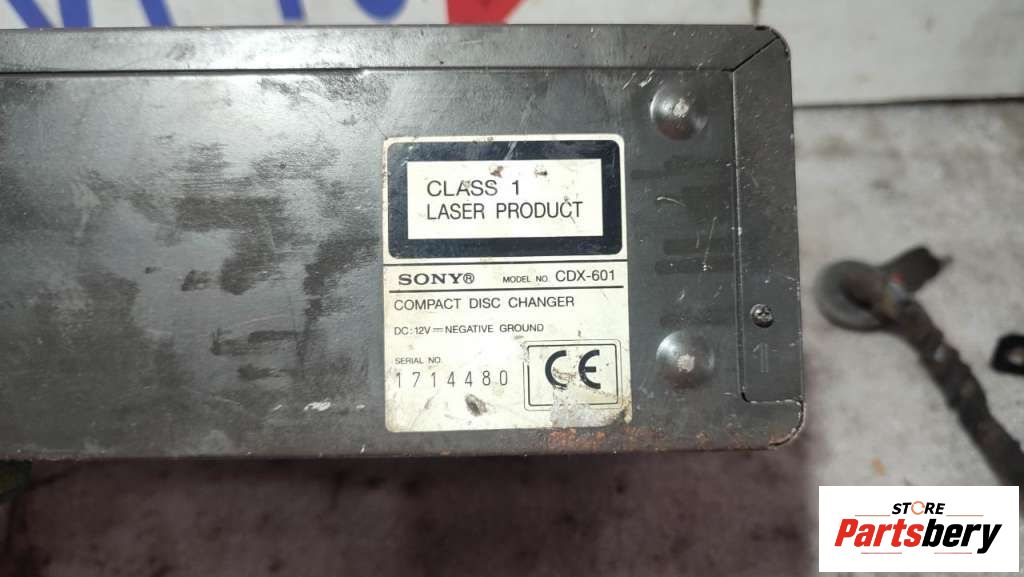 CLASS 1
LASER PRODUCT
SONY® MODEL NO. CDX-601
COMPACT DISC CHANGER
DC:12V⎓NEGATIVE GROUND
SERIAL NO.
1714480
CE
1
STORE
Partsbery